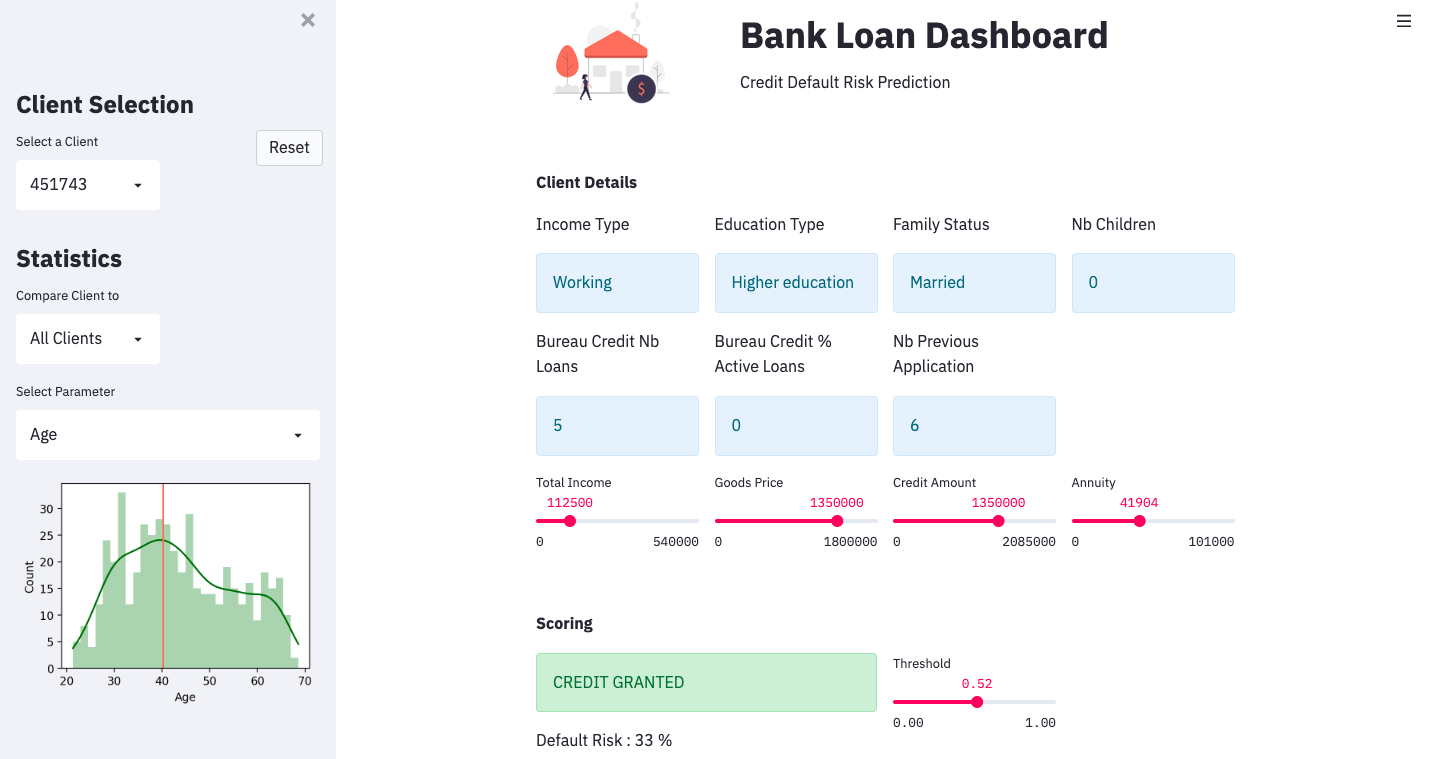 Client Selection
Select a Client
Reset
451743
Statistics
Compare Client to
All Clients
Select Parameter
Age
30
25
20
15
10
5
0
Count
20 30 40 50 60 70
Age
$
Bank Loan Dashboard
Credit Default Risk Prediction
Client Details
Income Type Education Type Family Status Nb Children
Working Higher education Married 0
Bureau Credit Nb Loans Bureau Credit % Active Loans Nb Previous Application
5 0 6
Total Income Goods Price Credit Amount Annuity
112500 1350000 1350000 41904
0 540000 0 1800000 0 2085000 0 101000
Scoring
CREDIT GRANTED
Threshold
0.52
0.00 1.00
Default Risk : 33 %